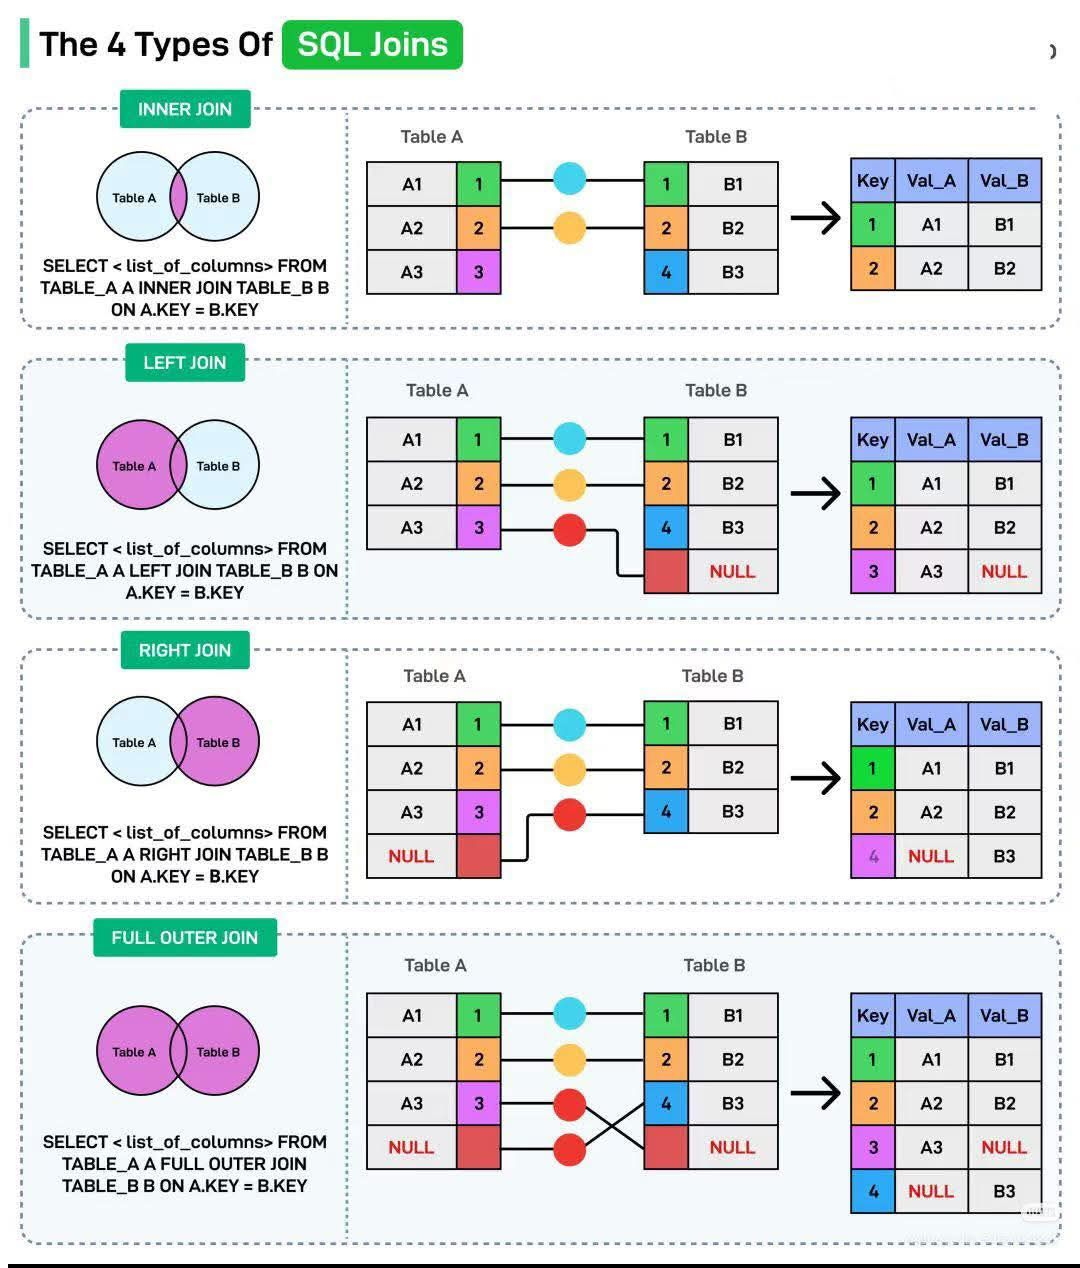 The 4 Types Of SQL Joins
INNER JOIN
Table A
Table B
SELECT < list_of_columns> FROM
TABLE_A A INNER JOIN TABLE_B B
ON A.KEY = B.KEY
Table A
Table B
A1 1
A2 2
A3 3
1 B1
2 B2
4 B3
Key Val_A Val_B
1 A1 B1
2 A2 B2
LEFT JOIN
Table A
Table B
SELECT < list_of_columns> FROM
TABLE_A A LEFT JOIN TABLE_B B ON
A.KEY = B.KEY
Table A
Table B
A1 1
A2 2
A3 3
1 B1
2 B2
4 B3
NULL
Key Val_A Val_B
1 A1 B1
2 A2 B2
3 A3 NULL
RIGHT JOIN
Table A
Table B
SELECT < list_of_columns> FROM
TABLE_A A RIGHT JOIN TABLE_B B
ON A.KEY = B.KEY
Table A
Table B
A1 1
A2 2
A3 3
NULL
1 B1
2 B2
4 B3
Key Val_A Val_B
1 A1 B1
2 A2 B2
4 NULL B3
FULL OUTER JOIN
Table A
Table B
SELECT < list_of_columns> FROM
TABLE_A A FULL OUTER JOIN
TABLE_B B ON A.KEY = B.KEY
Table A
Table B
A1 1
A2 2
A3 3
NULL
1 B1
2 B2
4 B3
NULL
Key Val_A Val_B
1 A1 B1
2 A2 B2
3 A3 NULL
4 NULL B3